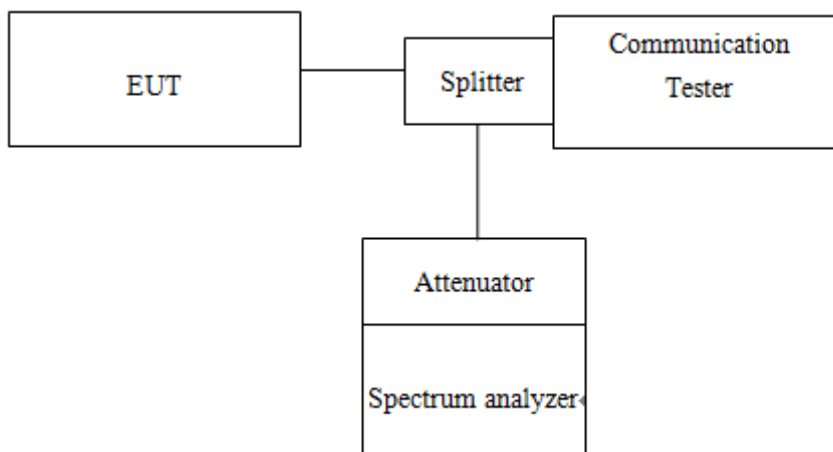 EUT
Splitter
Communication
Tester
Attenuator
Spectrum analyzer